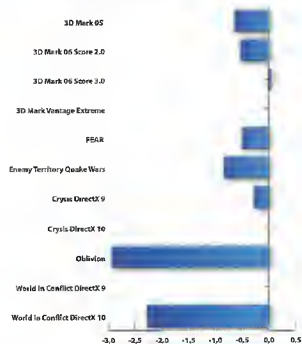 3D Mark 05
3D Mark 06 Score 2.0
3D Mark 06 Score 3.0
3D Mark Vantage Extreme
FEAR
Enemy Territory Quake Wars
Crysis DirectX 9
Crysis DirectX 10
Oblivion
World in Conflict DirectX 9
World in Conflict DirectX 10
-3,0 -2,5 -2,0 -1,5 -1,0 -0,5 0,0 0,5